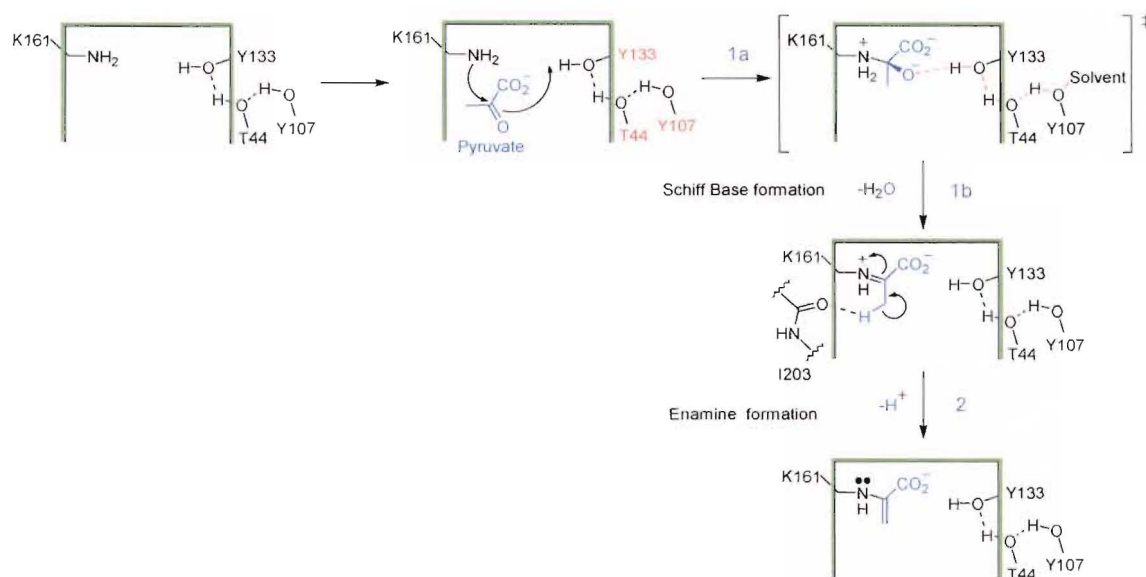 K161
NH2
H-O
Y133
H
O
H
O
T44
Y107
K161
NH2
CO2-
O
Pyruvate
H-O
Y133
H
O
H
O
T44
Y107
1a
K161
+
N
H2
CO2-
O-
H-O
Y133
H
O
H-O
Solvent
T44
Y107
‡
Schiff Base formation
-H2O
1b
K161
+
N
H
CO2-
O
H
HN
I203
H-O
Y133
H-O
H-O
T44
Y107
Enamine formation
-H+
2
K161
N
H
CO2-
H-O
Y133
H-O
H-O
T44
Y107